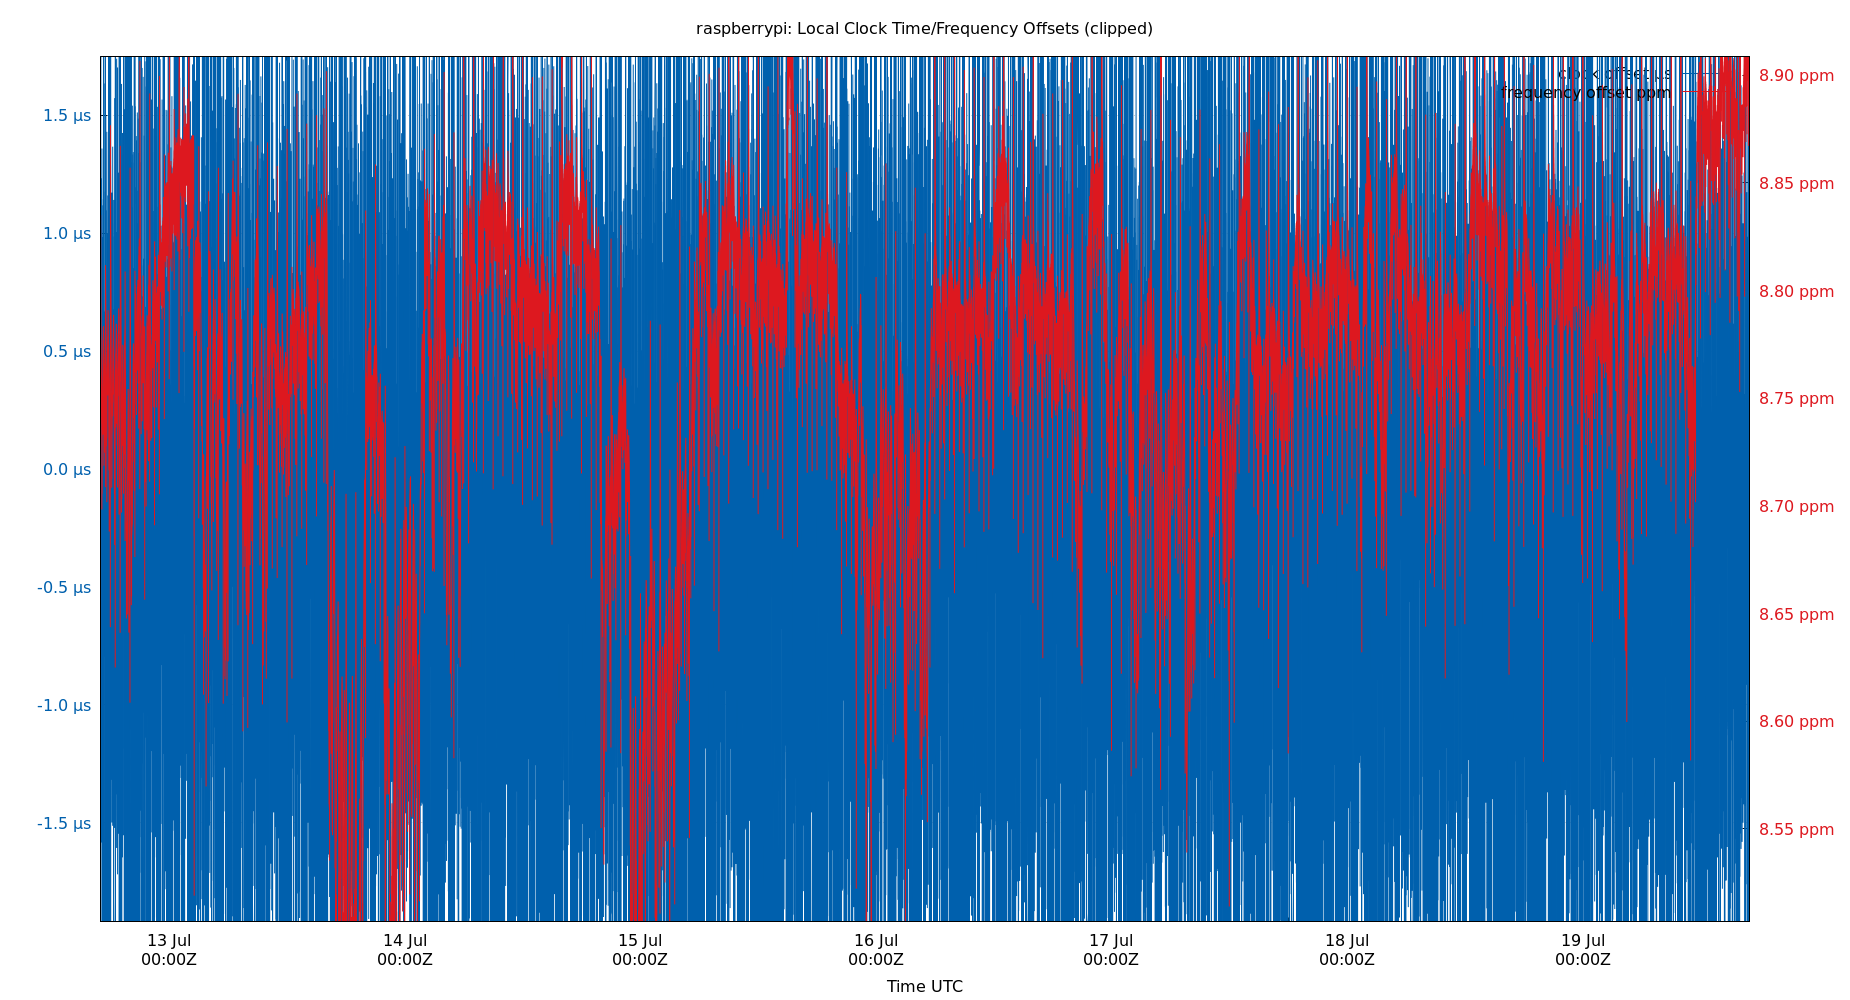 raspberrypi: Local Clock Time/Frequency Offsets (clipped)
clock offset µs
frequency offset ppm
1.5 µs
1.0 µs
0.5 µs
0.0 µs
-0.5 µs
-1.0 µs
-1.5 µs
8.90 ppm
8.85 ppm
8.80 ppm
8.75 ppm
8.70 ppm
8.65 ppm
8.60 ppm
8.55 ppm
13 Jul
00:00Z
14 Jul
00:00Z
15 Jul
00:00Z
16 Jul
00:00Z
17 Jul
00:00Z
18 Jul
00:00Z
19 Jul
00:00Z
Time UTC